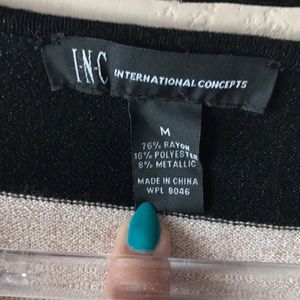 I·N·C INTERNATIONAL CONCEPTS
M
76% RAYON
16% POLYESTER
8% METALLIC
MADE IN CHINA
WPL 8046